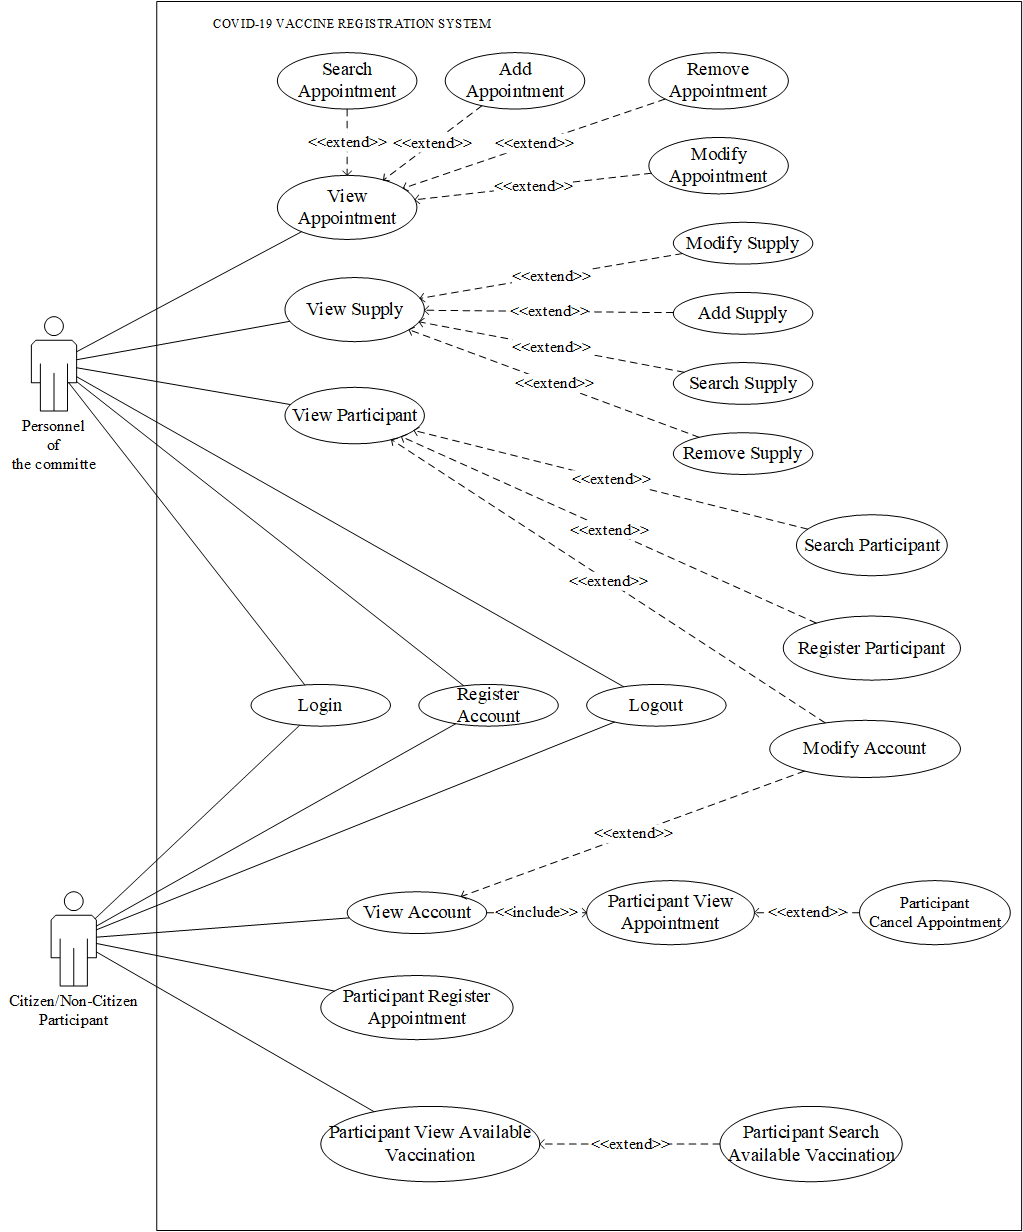 COVID-19 VACCINE REGISTRATION SYSTEM
Search
Appointment
Add
Appointment
Remove
Appointment
<<extend>>
<<extend>>
<<extend>>
Modify
Appointment
<<extend>>
View
Appointment
Modify Supply
<<extend>>
View Supply
<<extend>>
Add Supply
<<extend>>
Search Supply
<<extend>>
View Participant
Personnel
of
the committe
Remove Supply
<<extend>>
<<extend>>
Search Participant
<<extend>>
Register Participant
Login
Register
Account
Logout
Modify Account
<<extend>>
View Account
<<include>>
Participant View
Appointment
<<extend>>
Participant
Cancel Appointment
Citizen/Non-Citizen
Participant
Participant Register
Appointment
Participant View Available
Vaccination
<<extend>>
Participant Search
Available Vaccination